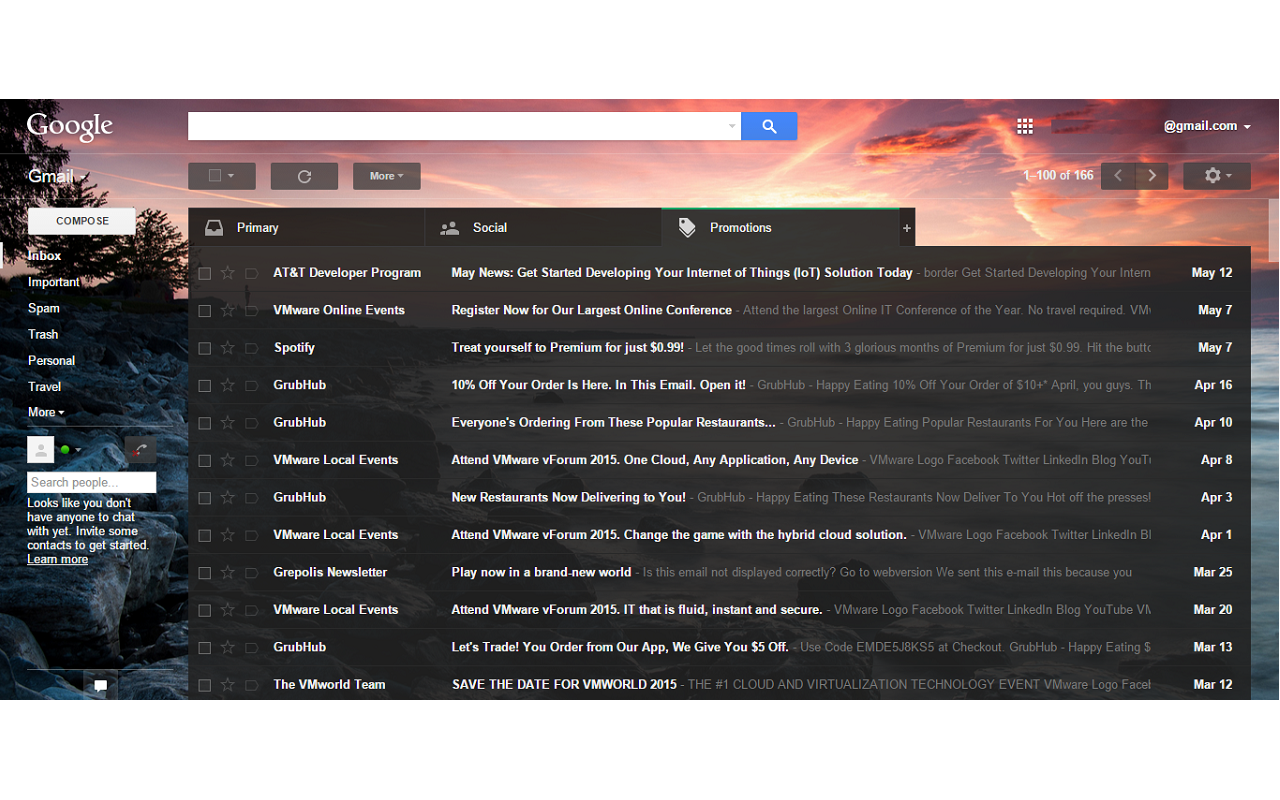 Google
@gmail.com
Gmail
More
1–100 of 166
COMPOSE
Primary
Social
Promotions
+
Inbox
Important
Spam
Trash
Personal
Travel
More
Search people...
Looks like you don't
have anyone to chat
with yet. Invite some
contacts to get started.
Learn more
AT&T Developer Program May News: Get Started Developing Your Internet of Things (IoT) Solution Today - border Get Started Developing Your Intern May 12
VMware Online Events Register Now for Our Largest Online Conference - Attend the largest Online IT Conference of the Year. No travel required. VM May 7
Spotify Treat yourself to Premium for just $0.99! - Let the good times roll with 3 glorious months of Premium for just $0.99. Hit the butto May 7
GrubHub 10% Off Your Order Is Here. In This Email. Open it! - GrubHub - Happy Eating 10% Off Your Order of $10+* April, you guys. Th Apr 16
GrubHub Everyone's Ordering From These Popular Restaurants... - GrubHub - Happy Eating Popular Restaurants For You Here are the Apr 10
VMware Local Events Attend VMware vForum 2015. One Cloud, Any Application, Any Device - VMware Logo Facebook Twitter LinkedIn Blog YouT Apr 8
GrubHub New Restaurants Now Delivering to You! - GrubHub - Happy Eating These Restaurants Now Deliver To You Hot off the presses! Apr 3
VMware Local Events Attend VMware vForum 2015. Change the game with the hybrid cloud solution. - VMware Logo Facebook Twitter LinkedIn Bl Apr 1
Grepolis Newsletter Play now in a brand-new world - Is this email not displayed correctly? Go to webversion We sent this e-mail this because you Mar 25
VMware Local Events Attend VMware vForum 2015. IT that is fluid, instant and secure. - VMware Logo Facebook Twitter LinkedIn Blog YouTube VM Mar 20
GrubHub Let's Trade! You Order from Our App, We Give You $5 Off. - Use Code EMDE5J8KS5 at Checkout. GrubHub - Happy Eating $ Mar 13
The VMworld Team SAVE THE DATE FOR VMWORLD 2015 - THE #1 CLOUD AND VIRTUALIZATION TECHNOLOGY EVENT VMware Logo Facel Mar 12